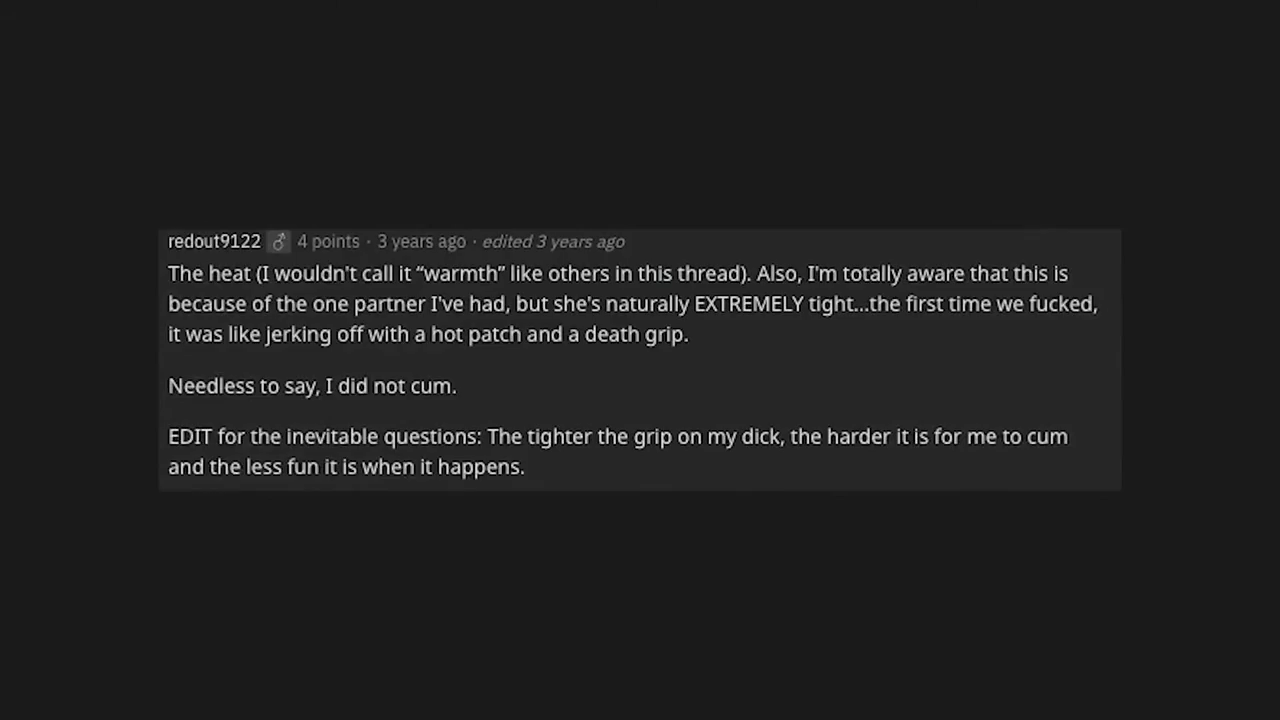 redout9122 ♂ 4 points · 3 years ago · edited 3 years ago
The heat (I wouldn't call it “warmth” like others in this thread). Also, I'm totally aware that this is
because of the one partner I've had, but she's naturally EXTREMELY tight...the first time we fucked,
it was like jerking off with a hot patch and a death grip.
Needless to say, I did not cum.
EDIT for the inevitable questions: The tighter the grip on my dick, the harder it is for me to cum
and the less fun it is when it happens.